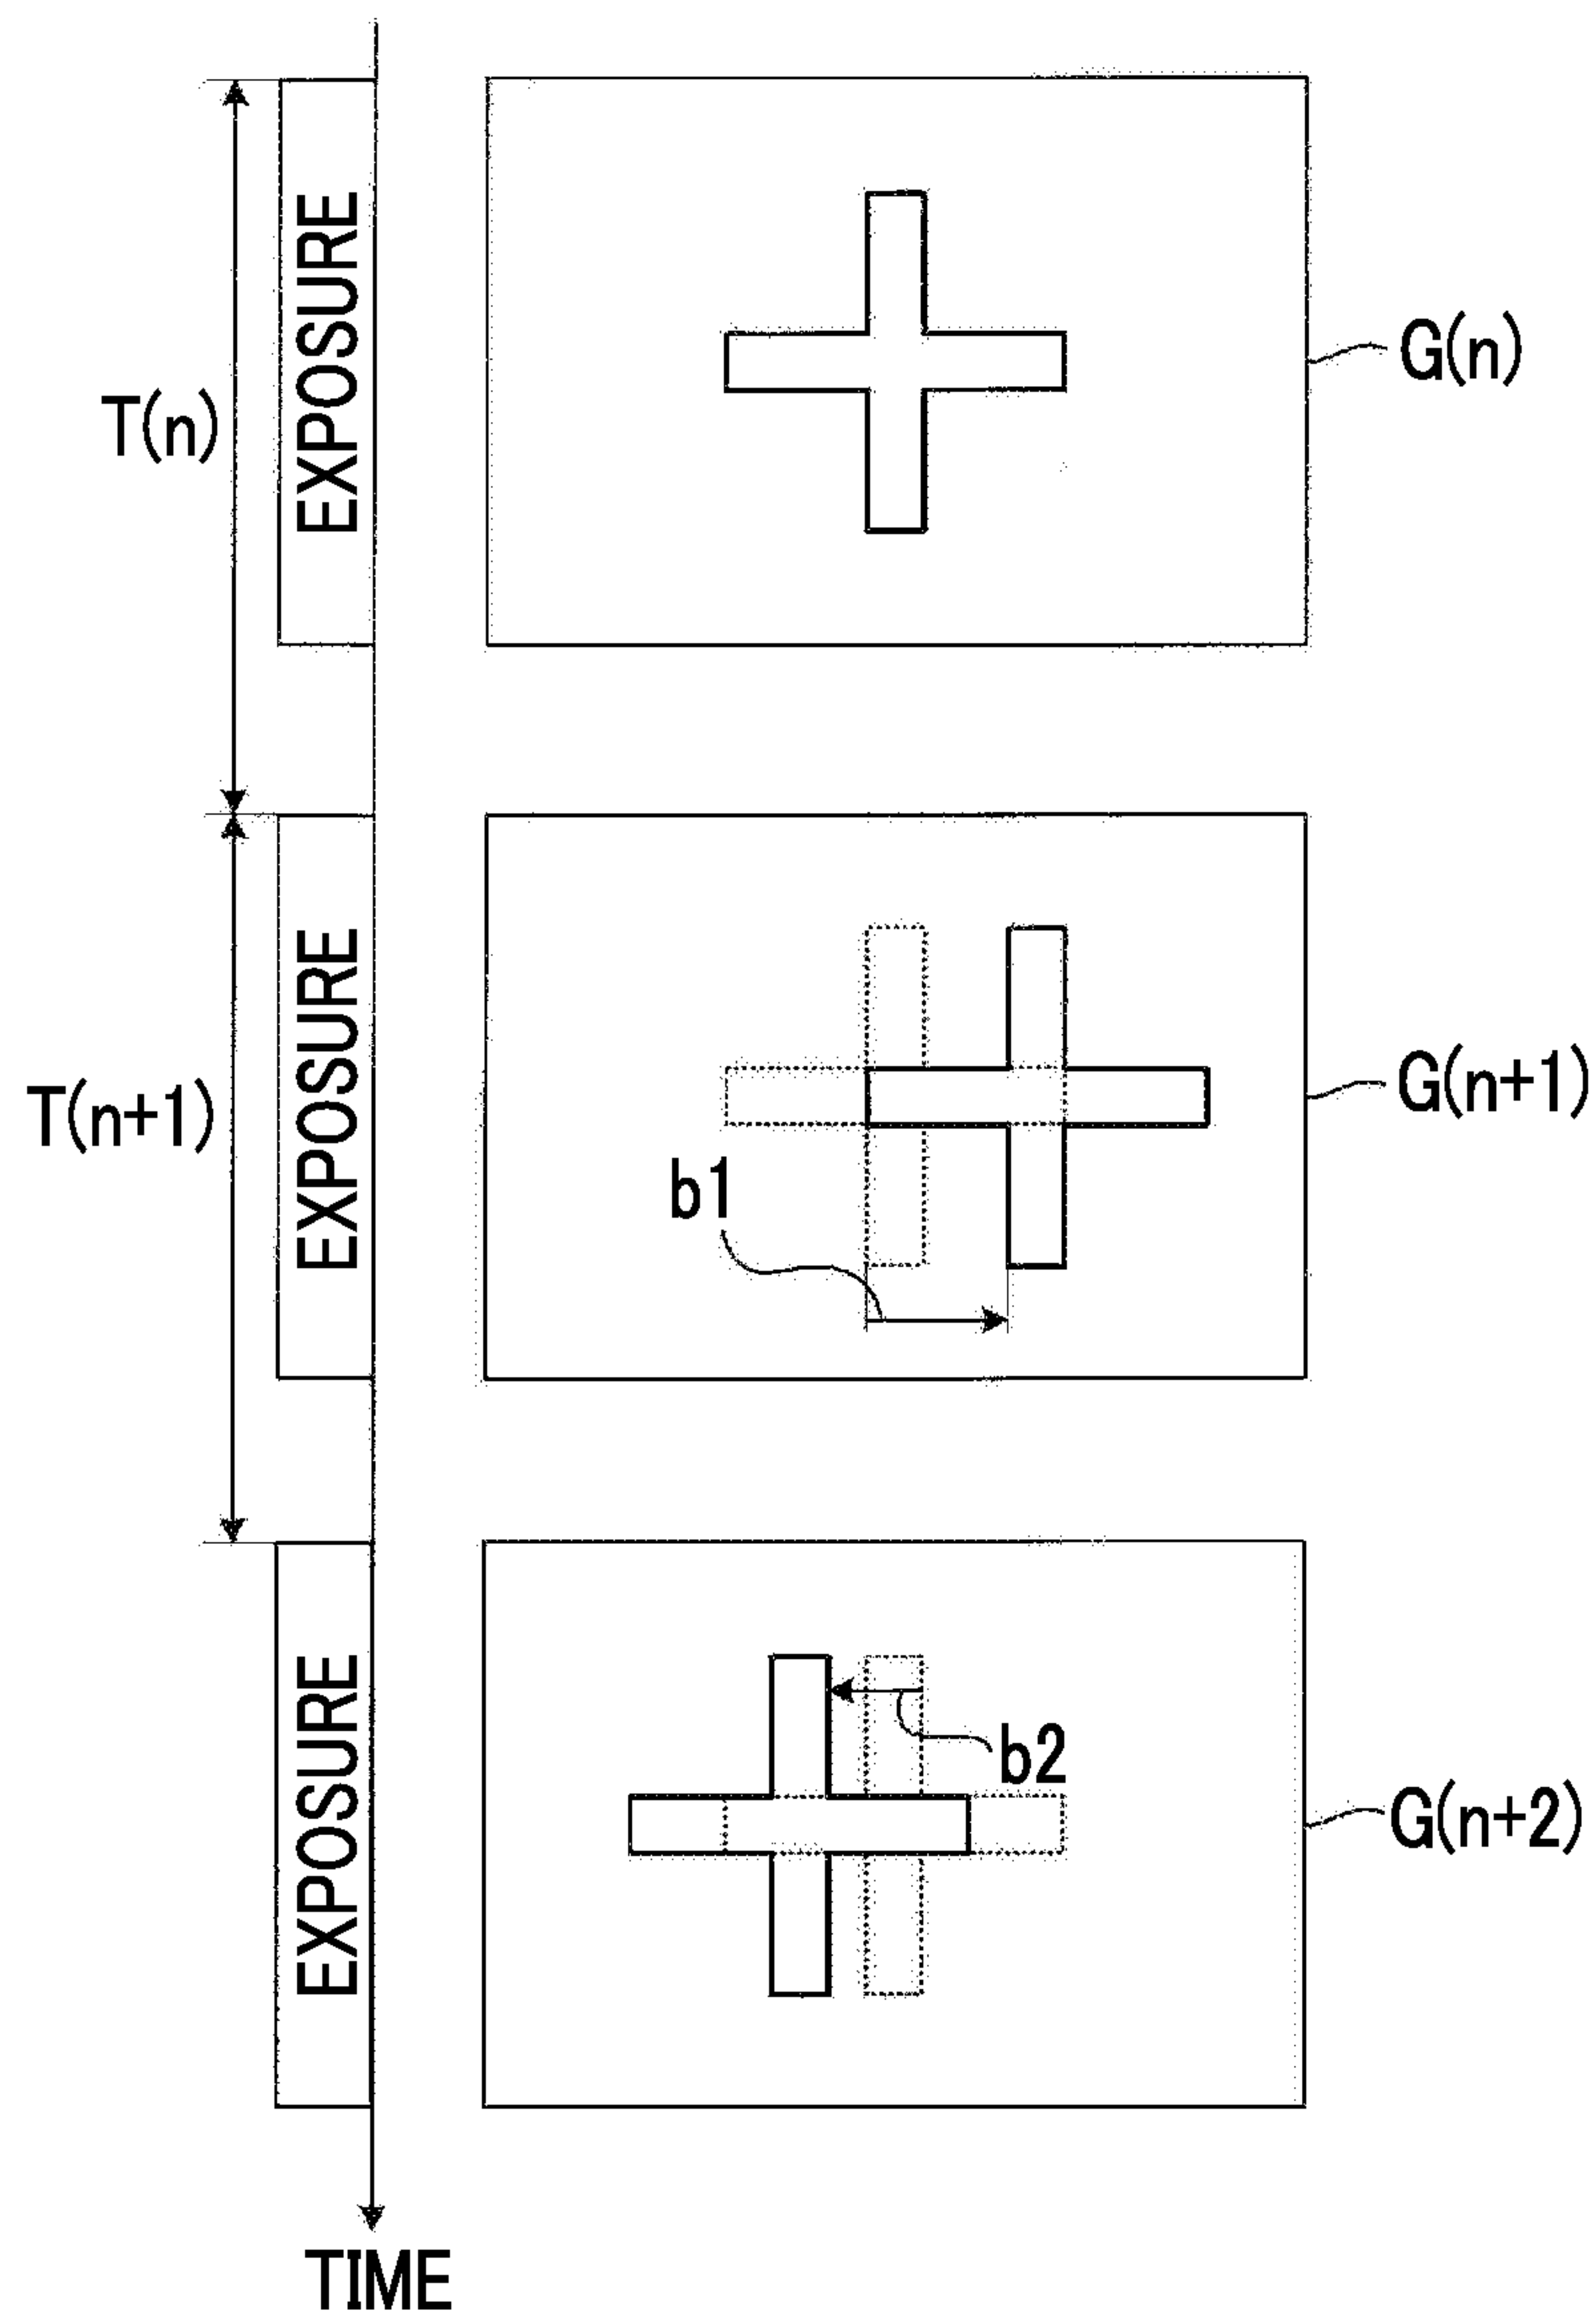 EXPOSURE
T(n)
G(n)
EXPOSURE
T(n+1)
G(n+1)
b1
EXPOSURE
b2
G(n+2)
TIME